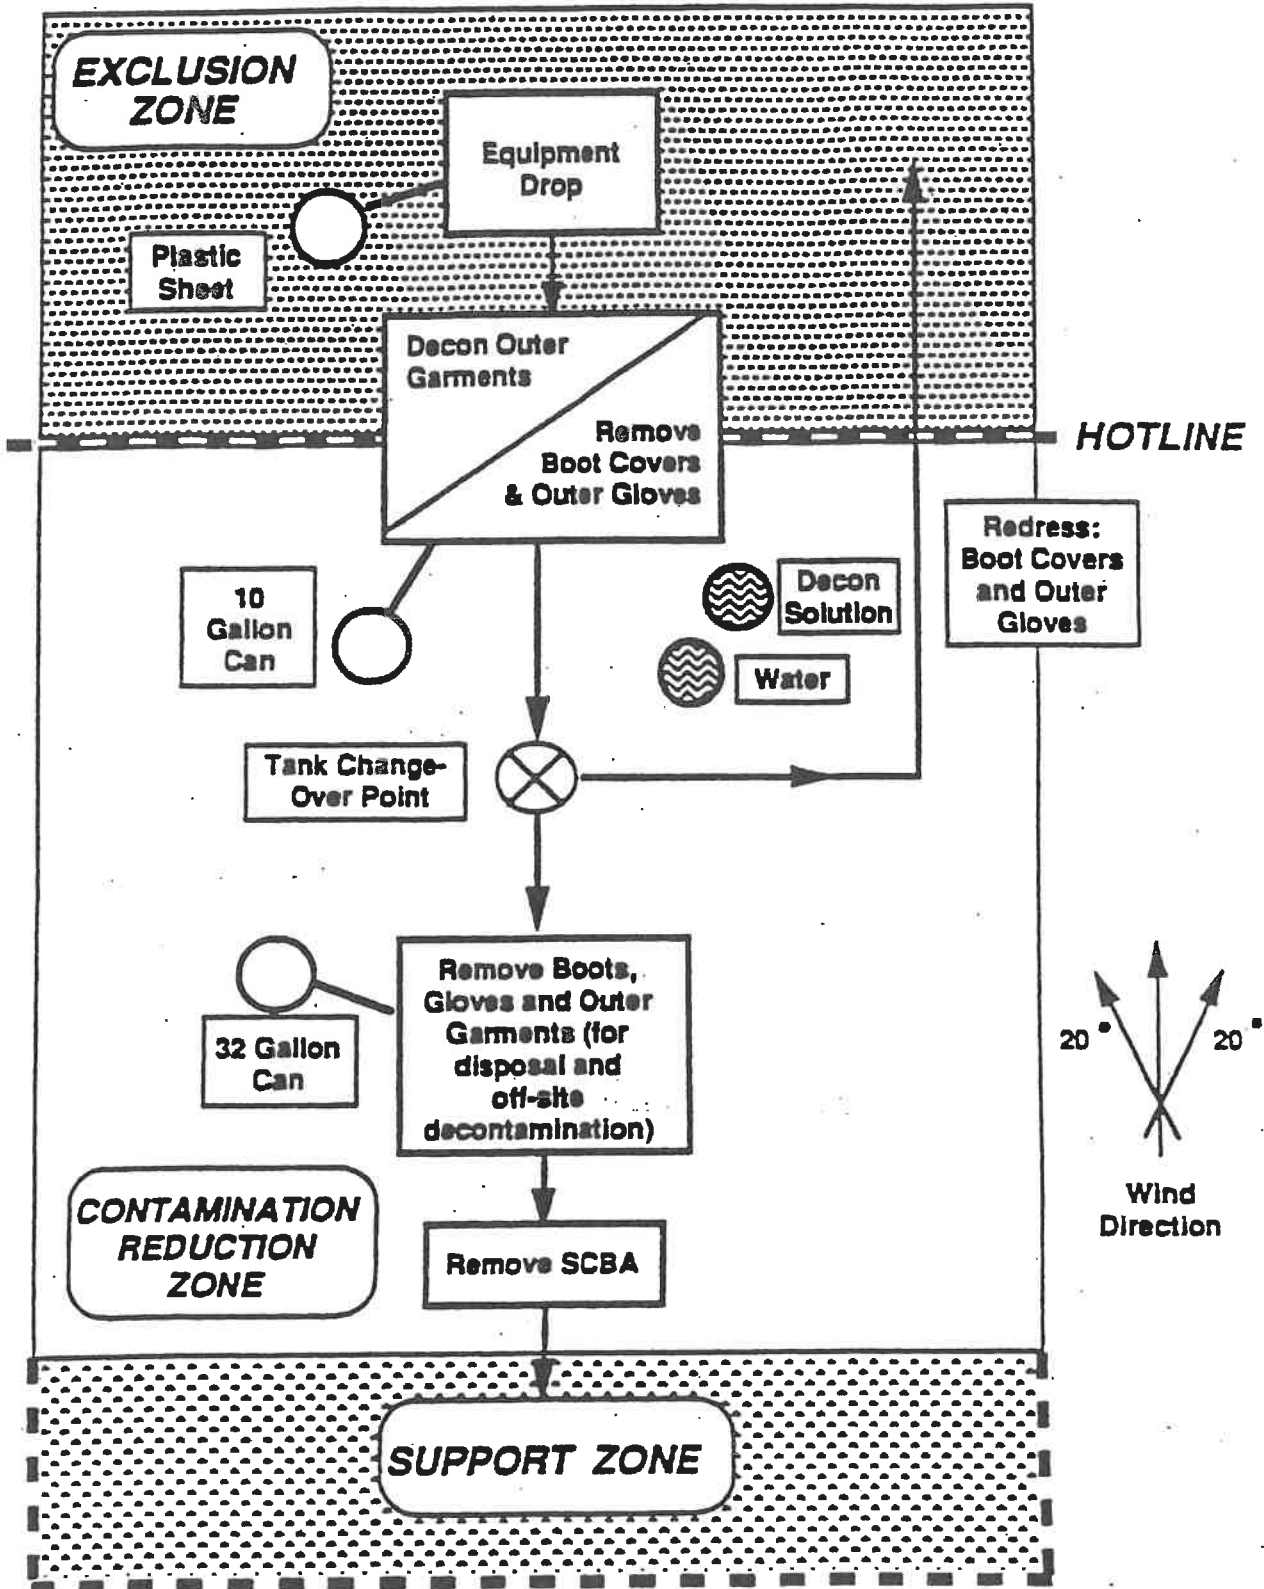 EXCLUSION
ZONE
Equipment
Drop
Plastic
Sheet
Decon Outer
Garments
Remove
Boot Covers
& Outer Gloves
HOTLINE
Redress:
Boot Covers
and Outer
Gloves
10
Gallon
Can
Decon
Solution
Water
Tank Change-
Over Point
32 Gallon
Can
Remove Boots,
Gloves and Outer
Garments (for
disposal and
off-site
decontamination)
20°
20°
Wind
Direction
CONTAMINATION
REDUCTION
ZONE
Remove SCBA
SUPPORT ZONE